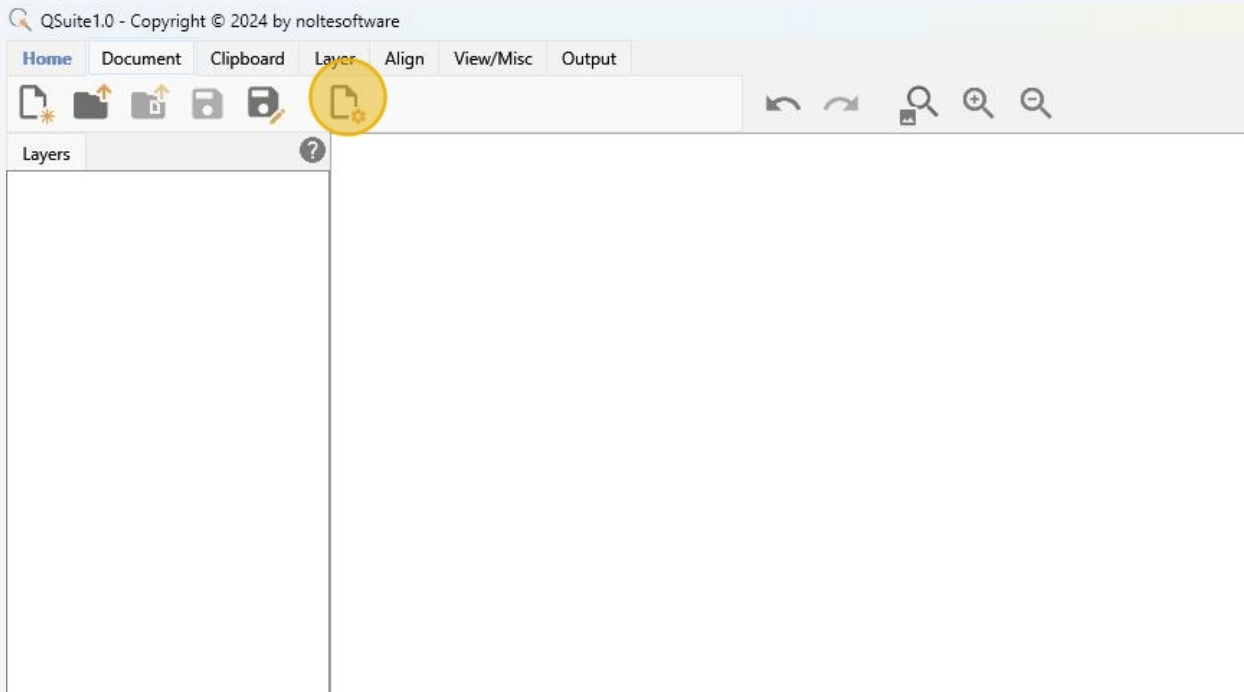 QSuite1.0 - Copyright © 2024 by noltesoftware
Home Document Clipboard Layer Align View/Misc Output
Layers ?